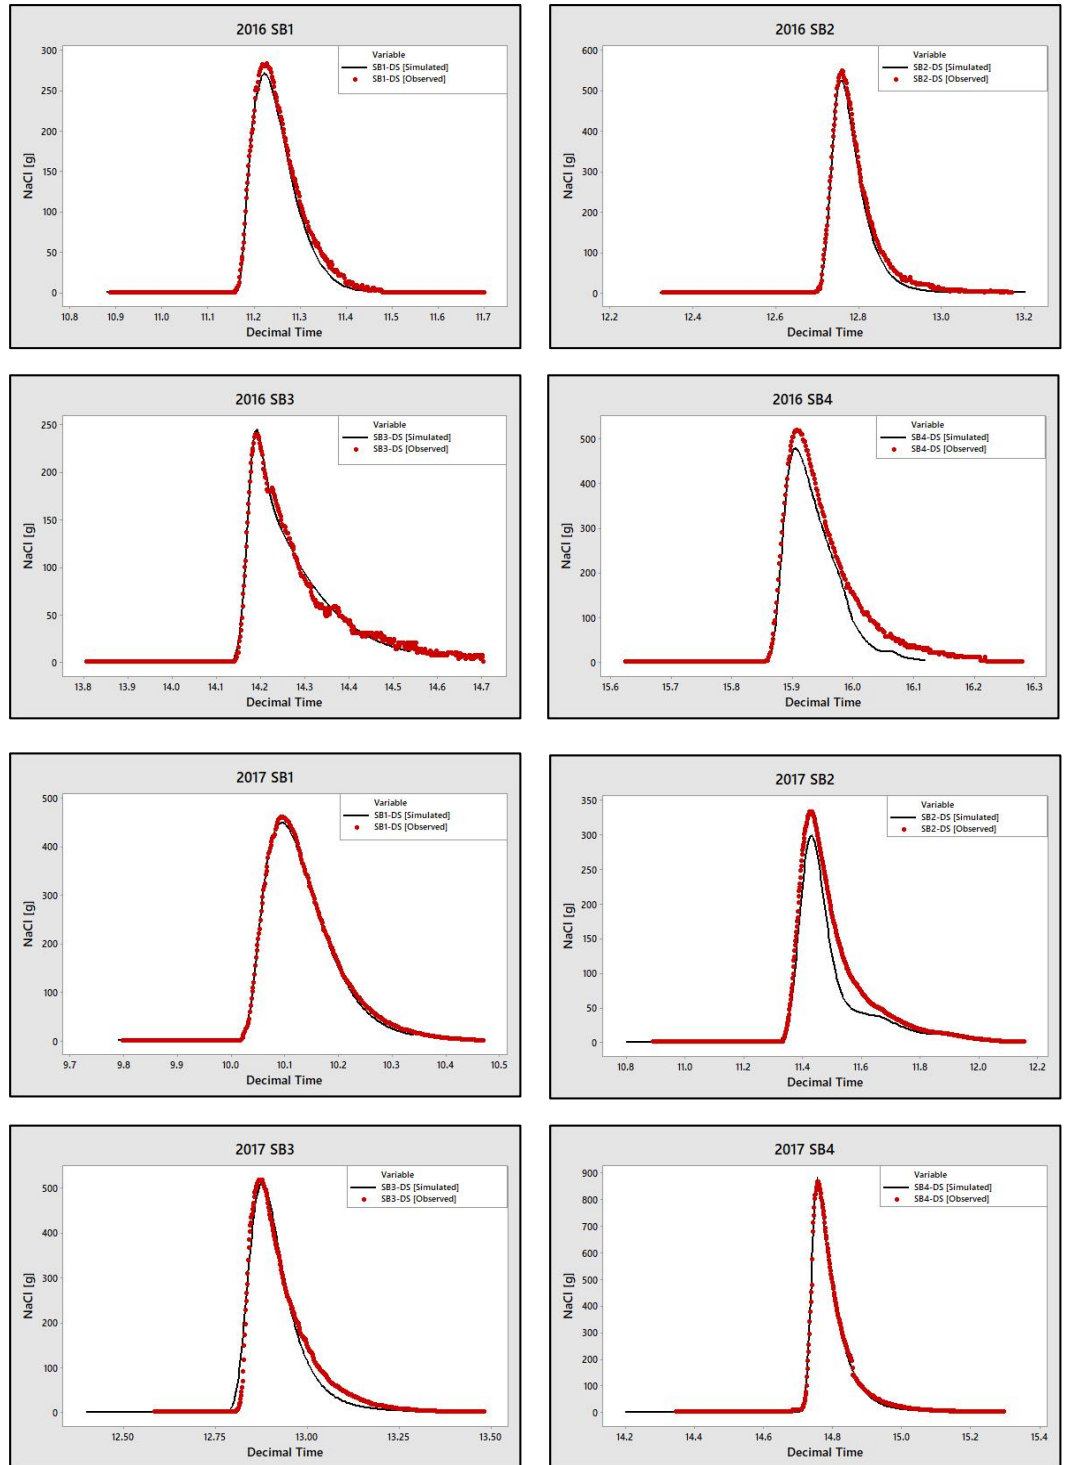 2016 SB1
Variable
SB1-DS [Simulated]
SB1-DS [Observed]
300
250
200
150
100
50
0
NaCl [g]
10.8 10.9 11.0 11.1 11.2 11.3 11.4 11.5 11.6 11.7
Decimal Time
2016 SB2
Variable
SB2-DS [Simulated]
SB2-DS [Observed]
600
500
400
300
200
100
0
NaCl [g]
12.2 12.4 12.6 12.8 13.0 13.2
Decimal Time
2016 SB3
Variable
SB3-DS [Simulated]
SB3-DS [Observed]
250
200
150
100
50
0
NaCl [g]
13.8 13.9 14.0 14.1 14.2 14.3 14.4 14.5 14.6 14.7
Decimal Time
2016 SB4
Variable
SB4-DS [Simulated]
SB4-DS [Observed]
500
400
300
200
100
0
NaCl [g]
15.6 15.7 15.8 15.9 16.0 16.1 16.2 16.3
Decimal Time
2017 SB1
Variable
SB1-DS [Simulated]
SB1-DS [Observed]
500
400
300
200
100
0
NaCl [g]
9.7 9.8 9.9 10.0 10.1 10.2 10.3 10.4 10.5
Decimal Time
2017 SB2
Variable
SB2-DS [Simulated]
SB2-DS [Observed]
350
300
250
200
150
100
50
0
NaCl [g]
10.8 11.0 11.2 11.4 11.6 11.8 12.0 12.2
Decimal Time
2017 SB3
Variable
SB3-DS [Simulated]
SB3-DS [Observed]
500
400
300
200
100
0
NaCl [g]
12.50 12.75 13.00 13.25 13.50
Decimal Time
2017 SB4
Variable
SB4-DS [Simulated]
SB4-DS [Observed]
900
800
700
600
500
400
300
200
100
0
NaCl [g]
14.2 14.4 14.6 14.8 15.0 15.2 15.4
Decimal Time